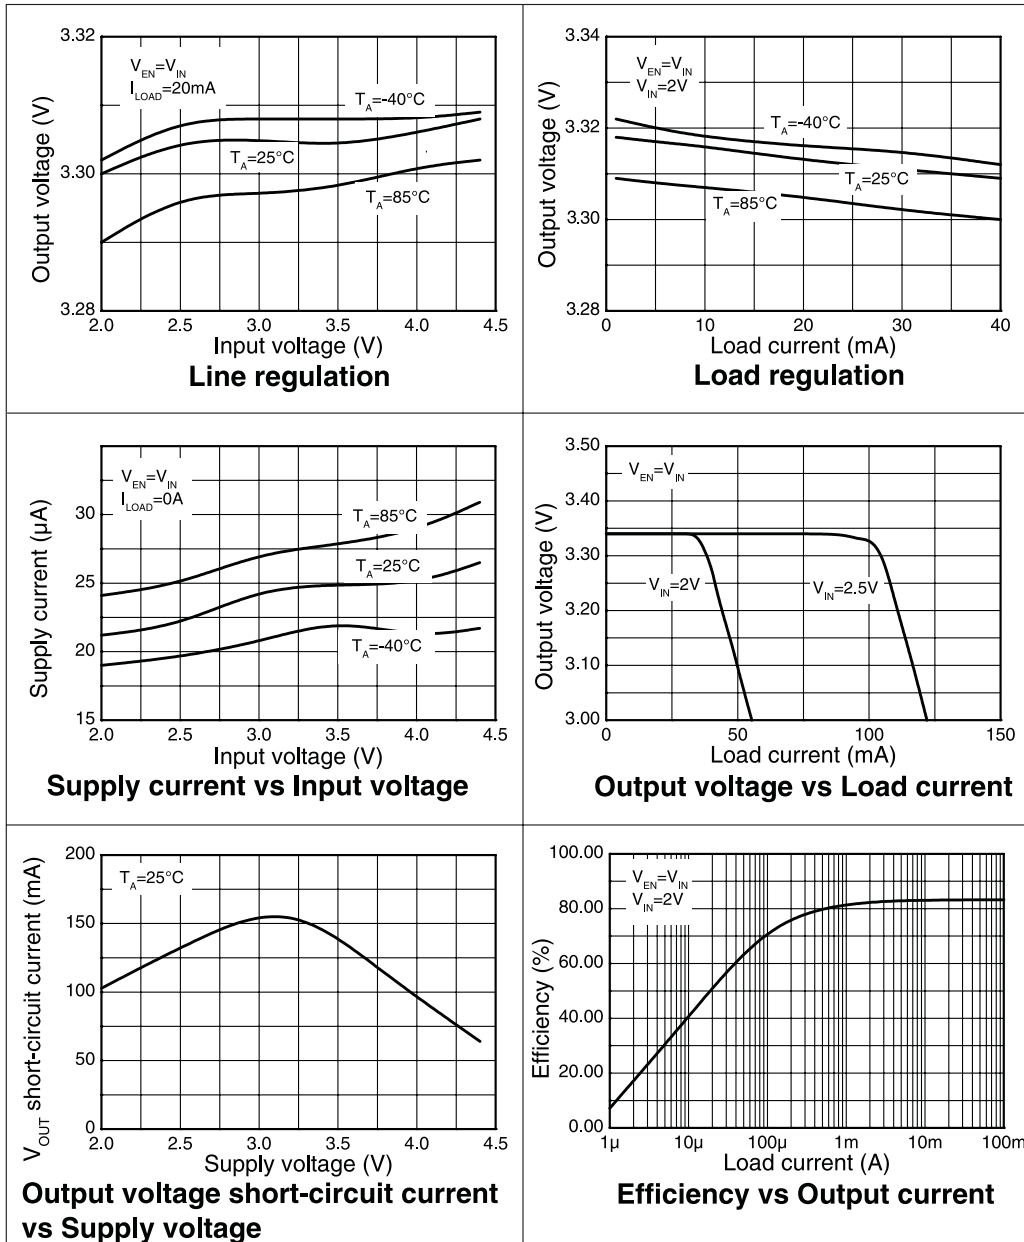 3.32
3.30
3.28
Output voltage (V)
V_EN=V_IN
I_LOAD=20mA
T_A=-40°C
T_A=25°C
T_A=85°C
2.0 2.5 3.0 3.5 4.0 4.5
Input voltage (V)
Line regulation
3.34
3.32
3.30
3.28
Output voltage (V)
V_EN=V_IN
V_IN=2V
T_A=-40°C
T_A=25°C
T_A=85°C
0 10 20 30 40
Load current (mA)
Load regulation
30
25
20
15
Supply current (µA)
V_EN=V_IN
I_LOAD=0A
T_A=85°C
T_A=25°C
T_A=-40°C
2.0 2.5 3.0 3.5 4.0 4.5
Input voltage (V)
Supply current vs Input voltage
3.50
3.40
3.30
3.20
3.10
3.00
Output voltage (V)
V_EN=V_IN
V_IN=2V
V_IN=2.5V
0 50 100 150
Load current (mA)
Output voltage vs Load current
200
150
100
50
0
V_OUT short-circuit current (mA)
T_A=25°C
2.0 2.5 3.0 3.5 4.0 4.5
Supply voltage (V)
Output voltage short-circuit current
vs Supply voltage
100.00
80.00
60.00
40.00
20.00
0.00
Efficiency (%)
V_EN=V_IN
V_IN=2V
1µ 10µ 100µ 1m 10m 100m
Load current (A)
Efficiency vs Output current